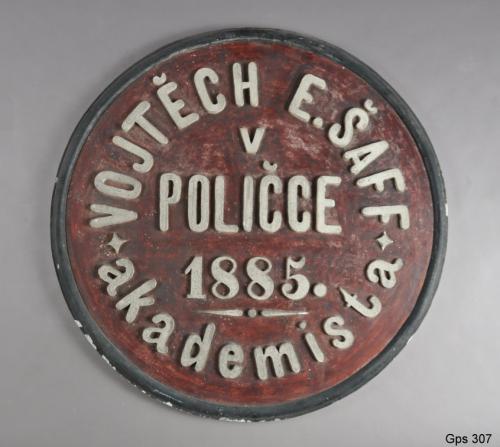 VOJTĚCH E. ŠAFF
V
POLIČCE
1885.
akademista
Gps 307